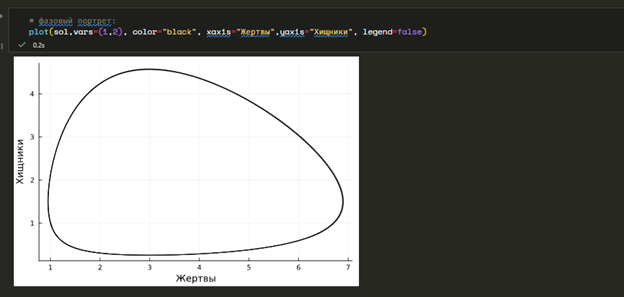 # фазовый портрет:
plot(sol,vars=(1,2), color="black", xaxis="Жертвы",yaxis="Хищники", legend=false)
0.2s
4
3
2
1
Хищники
1 2 3 4 5 6 7
Жертвы